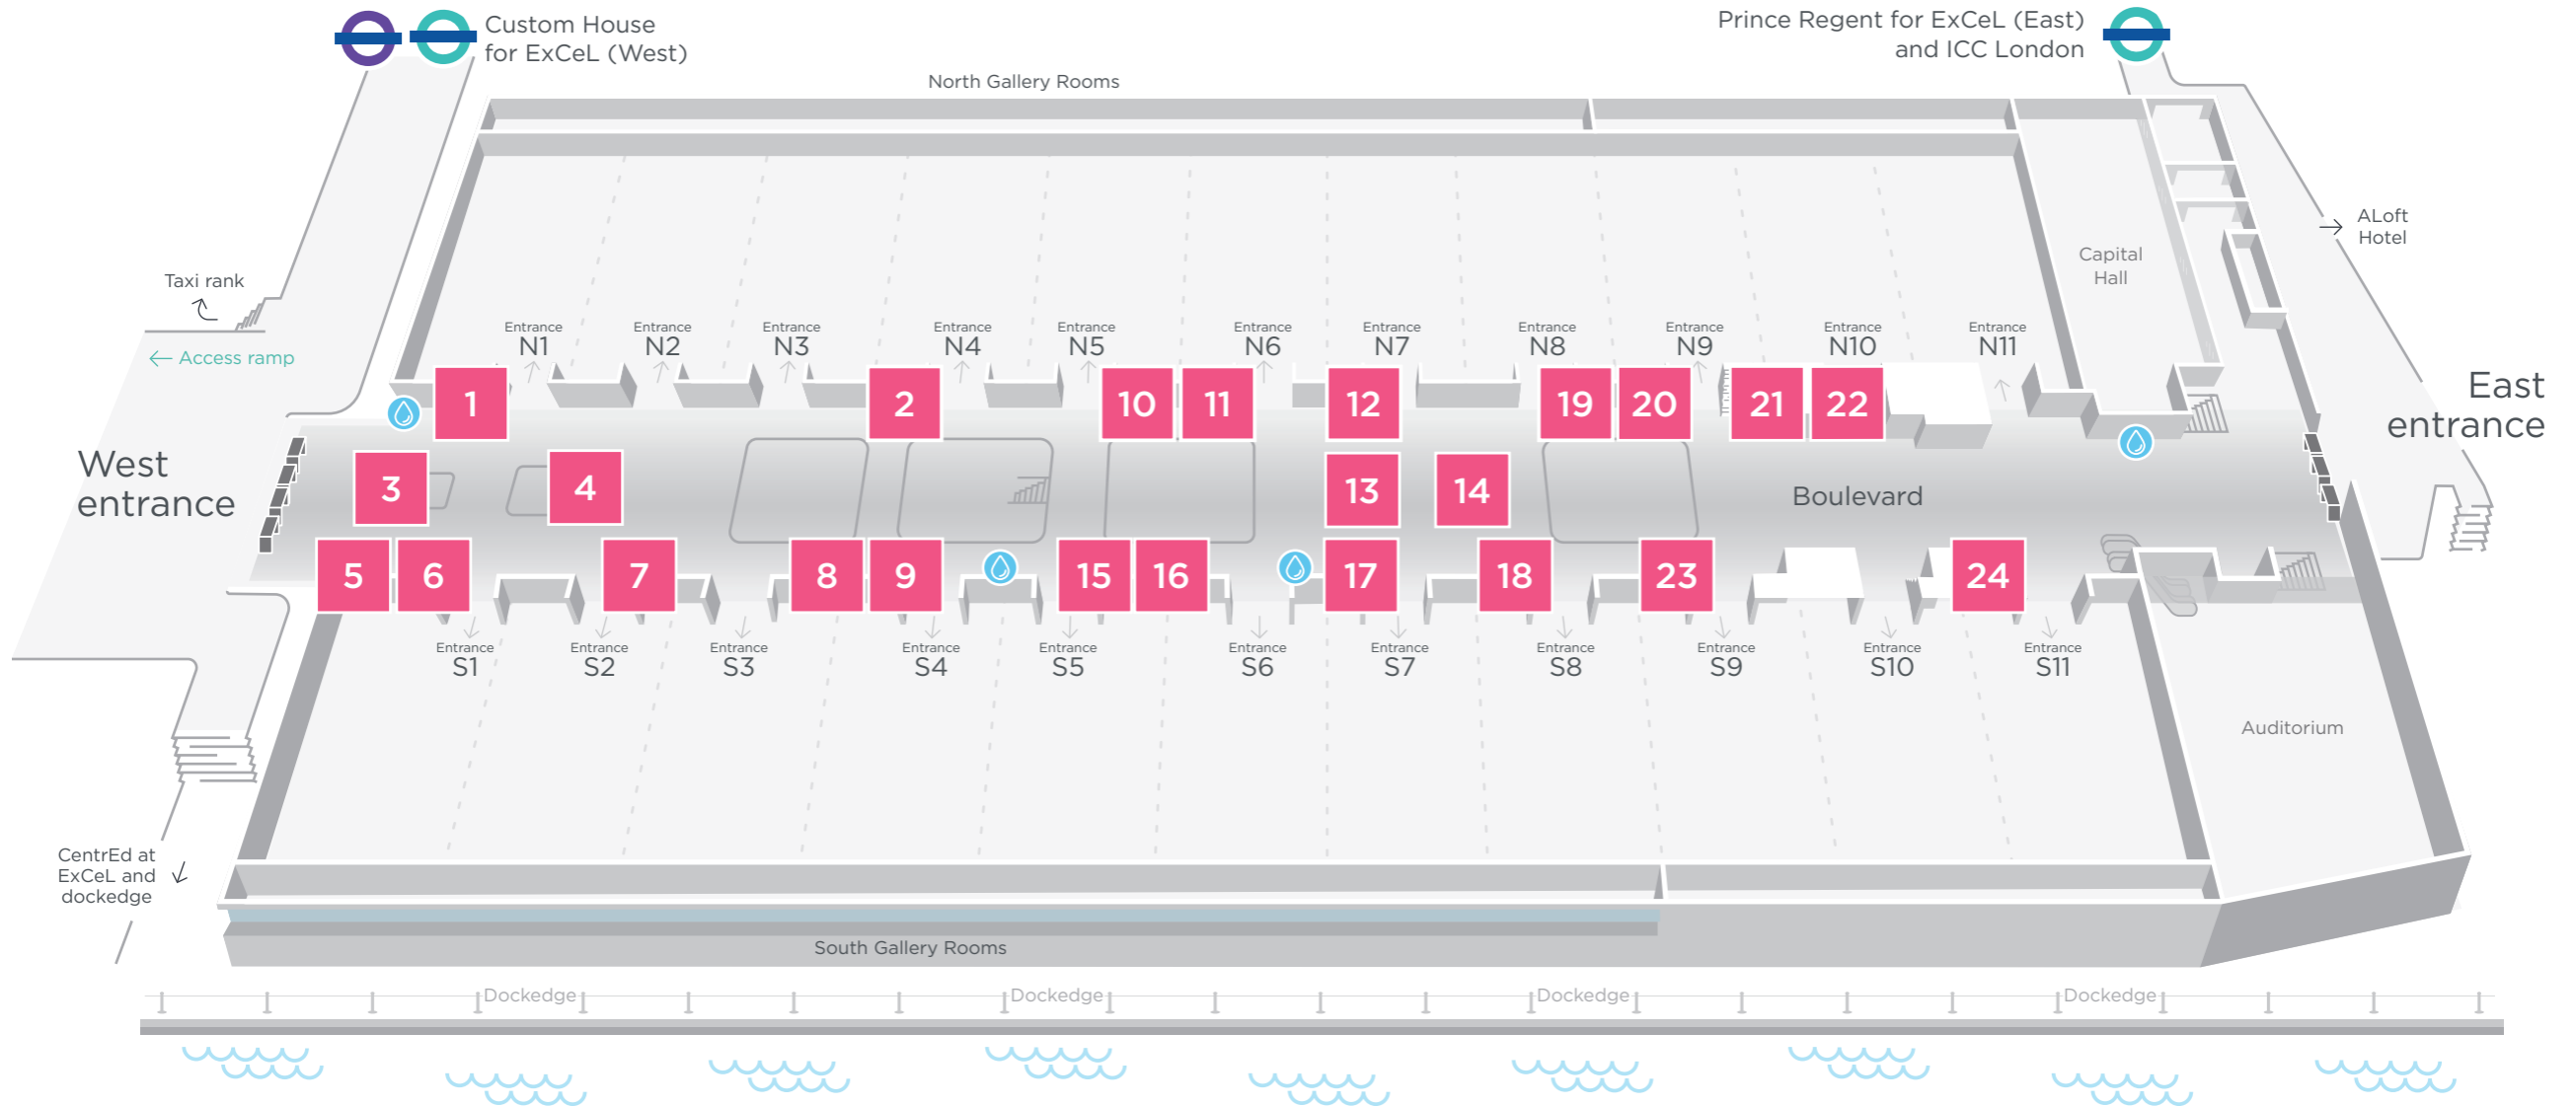 Custom House
for ExCeL (West)
Prince Regent for ExCeL (East)
and ICC London
North Gallery Rooms
ALoft
Hotel
Capital
Hall
Taxi rank
Access ramp
Entrance
N1
Entrance
N2
Entrance
N3
Entrance
N4
Entrance
N5
Entrance
N6
Entrance
N7
Entrance
N8
Entrance
N9
Entrance
N10
Entrance
N11
1
2
10
11
12
19
20
21
22
East
entrance
West
entrance
3
4
13
14
Boulevard
5
6
7
8
9
15
16
17
18
23
24
Entrance
S1
Entrance
S2
Entrance
S3
Entrance
S4
Entrance
S5
Entrance
S6
Entrance
S7
Entrance
S8
Entrance
S9
Entrance
S10
Entrance
S11
Auditorium
CentrEd at
ExCeL and
dockedge
South Gallery Rooms
Dockedge
Dockedge
Dockedge
Dockedge